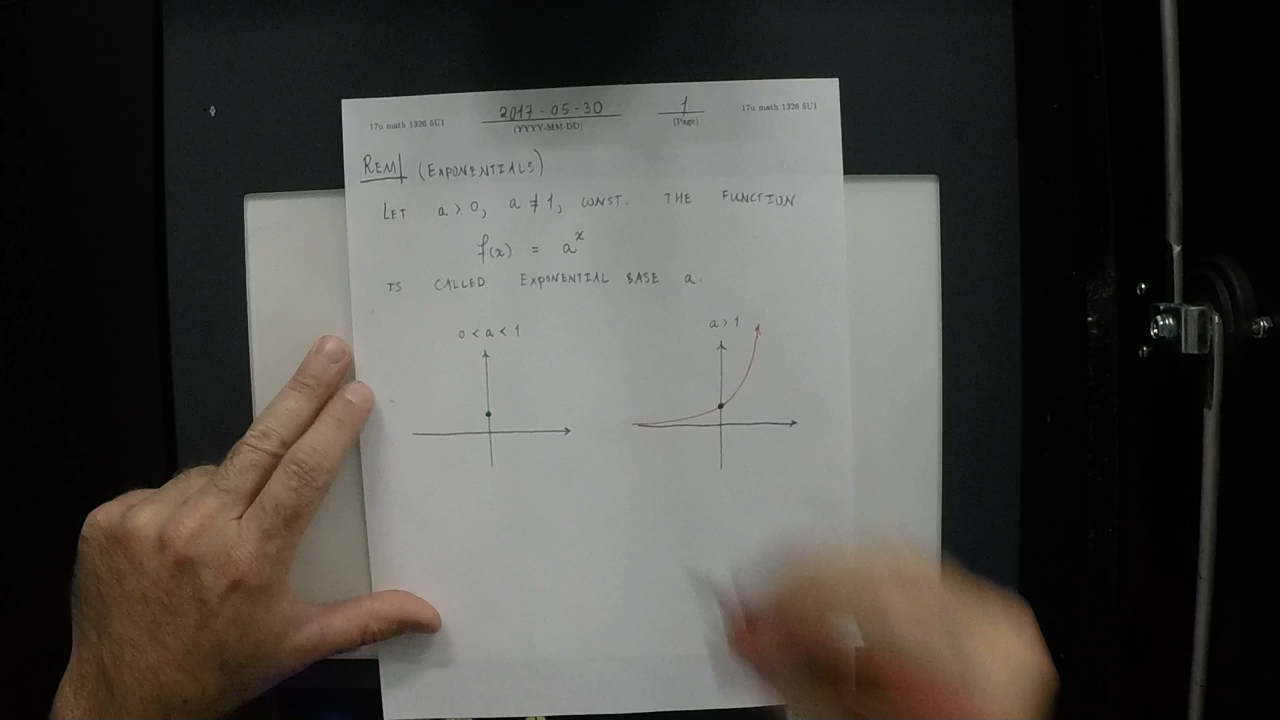 17u math 1326 5U1 2017-05-30 1 17u math 1326 5U1
(YYYY-MM-DD) (Page)
REM (EXPONENTIALS)
LET a > 0, a ≠ 1, CONST. THE FUNCTION
f(x) = a^x
IS CALLED EXPONENTIAL BASE a.
0 < a < 1 a > 1